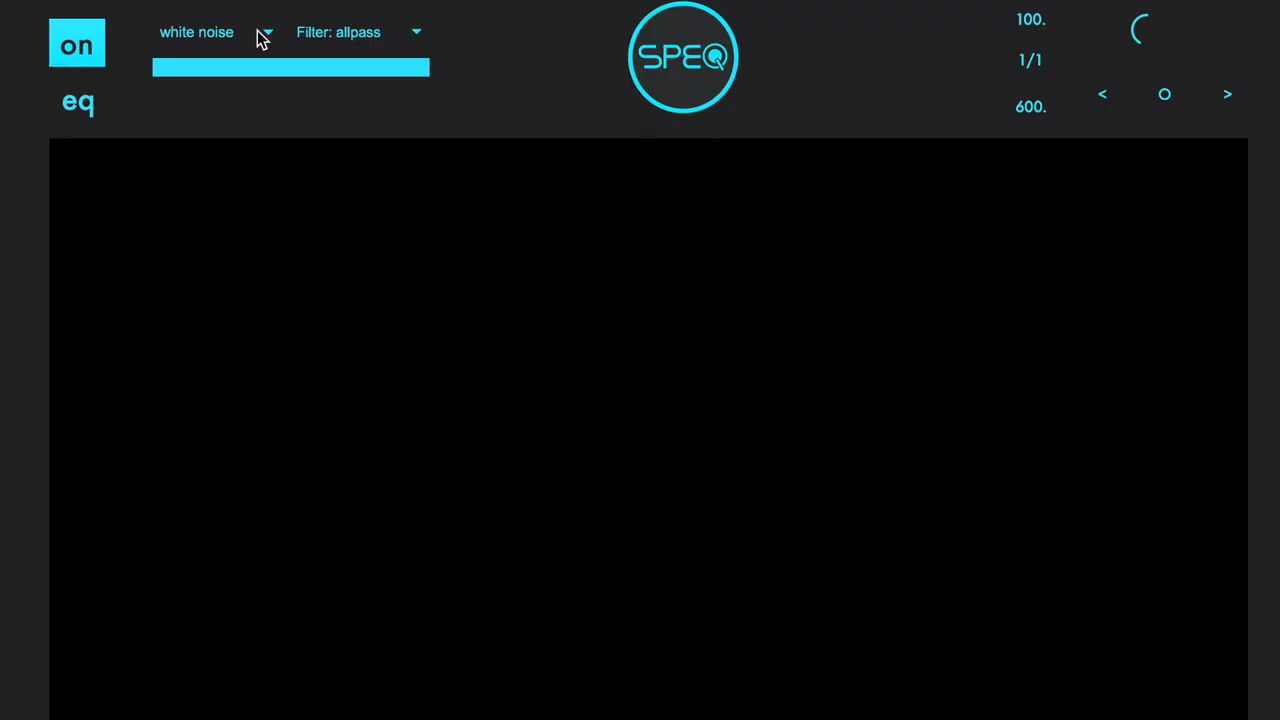 on
white noise
Filter: allpass
eq
SPEQ
100.
1/1
600.
< O >